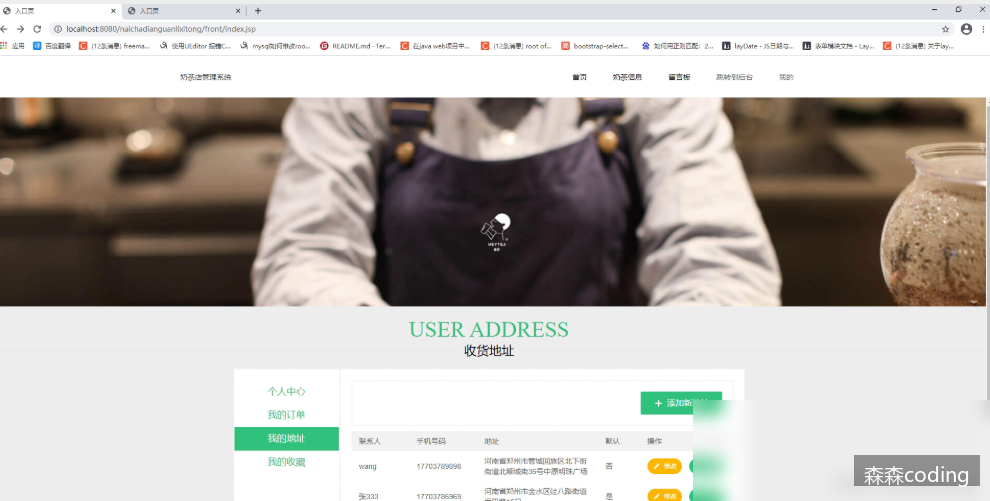 入口页
入口页
localhost:8080/naichadianguanlixitong/front/index.jsp
应用 百度翻译 (12条消息) freema... 使用UEditor 报错C... mysql如何修改roo... README.md · Ter... 在java web项目中... (12条消息) root of... bootstrap-select... 如何用正则匹配：2... layDate - JS日期与... 表单模块文档 - Lay... (12条消息) 关于lay...
奶茶店管理系统 首页 奶茶信息 留言板 跳转到后台 我的
HEYTEA
喜茶
USER ADDRESS
收货地址
个人中心
我的订单
我的地址
我的收藏
添加新
联系人 手机号码 地址 默认 操作
wang 17703789898 河南省郑州市管城回族区北下街街道北顺城街36号中原明珠广场 否 修改
张333 17703786969 河南省郑州市金水区经八路街道 是 修改
森森coding